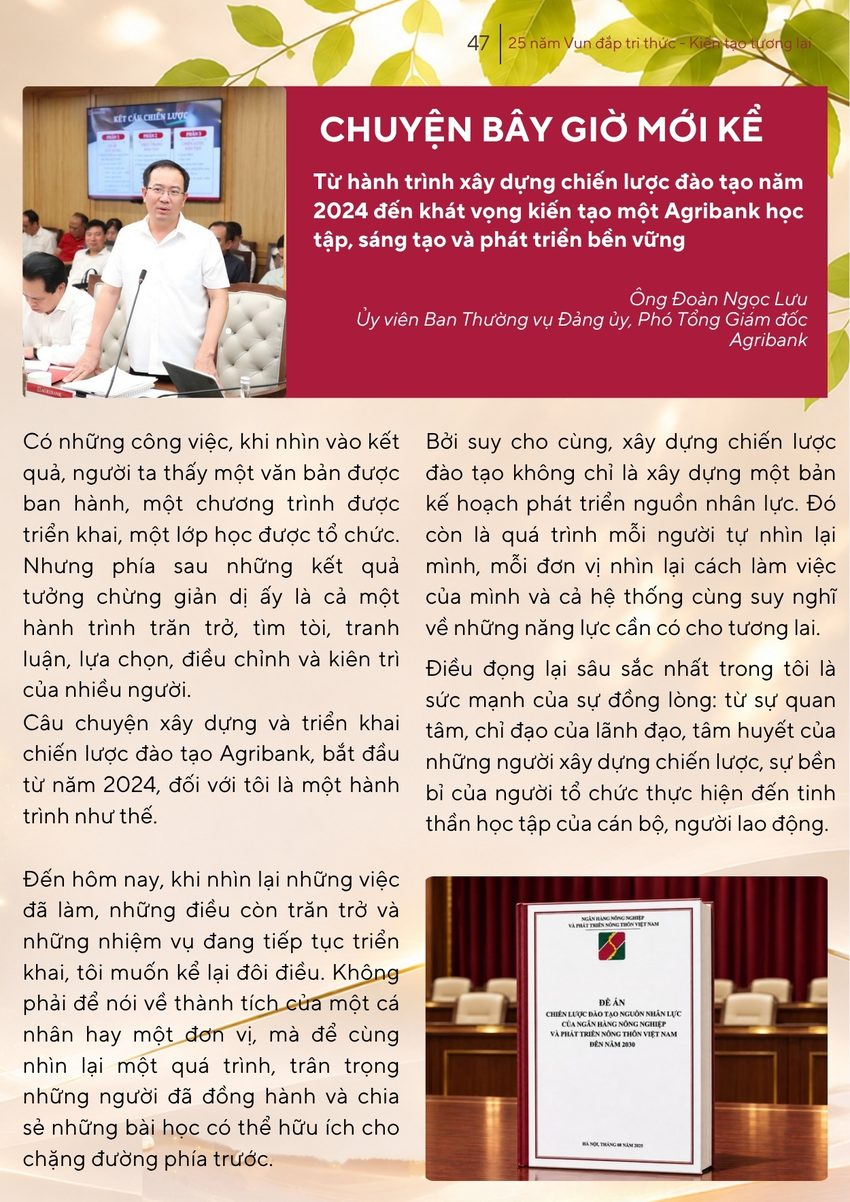 47
25 năm Vun đắp tri thức - Kiến tạo tương lai
KẾT CẤU CHIẾN LƯỢC
PHẦN 1
PHẦN 2
PHẦN 3
CHUYỆN BÂY GIỜ MỚI KỂ
Từ hành trình xây dựng chiến lược đào tạo năm
2024 đến khát vọng kiến tạo một Agribank học
tập, sáng tạo và phát triển bền vững
Ông Đoàn Ngọc Lưu
Ủy viên Ban Thường vụ Đảng ủy, Phó Tổng Giám đốc
Agribank
AGRIBANK
Có những công việc, khi nhìn vào kết
quả, người ta thấy một văn bản được
ban hành, một chương trình được
triển khai, một lớp học được tổ chức.
Nhưng phía sau những kết quả
tưởng chừng giản dị ấy là cả một
hành trình trăn trở, tìm tòi, tranh
luận, lựa chọn, điều chỉnh và kiên trì
của nhiều người.
Câu chuyện xây dựng và triển khai
chiến lược đào tạo Agribank, bắt đầu
từ năm 2024, đối với tôi là một hành
trình như thế.
Đến hôm nay, khi nhìn lại những việc
đã làm, những điều còn trăn trở và
những nhiệm vụ đang tiếp tục triển
khai, tôi muốn kể lại đôi điều. Không
phải để nói về thành tích của một cá
nhân hay một đơn vị, mà để cùng
nhìn lại một quá trình, trân trọng
những người đã đồng hành và chia
sẻ những bài học có thể hữu ích cho
chặng đường phía trước.
Bởi suy cho cùng, xây dựng chiến lược
đào tạo không chỉ là xây dựng một bản
kế hoạch phát triển nguồn nhân lực. Đó
còn là quá trình mỗi người tự nhìn lại
mình, mỗi đơn vị nhìn lại cách làm việc
của mình và cả hệ thống cùng suy nghĩ
về những năng lực cần có cho tương lai.
Điều đọng lại sâu sắc nhất trong tôi là
sức mạnh của sự đồng lòng: từ sự quan
tâm, chỉ đạo của lãnh đạo, tâm huyết của
những người xây dựng chiến lược, sự bền
bỉ của người tổ chức thực hiện đến tinh
thần học tập của cán bộ, người lao động.
NGÂN HÀNG NÔNG NGHIỆP
VÀ PHÁT TRIỂN NÔNG THÔN VIỆT NAM
ĐỀ ÁN
CHIẾN LƯỢC ĐÀO TẠO NGUỒN NHÂN LỰC
CỦA NGÂN HÀNG NÔNG NGHIỆP
VÀ PHÁT TRIỂN NÔNG THÔN VIỆT NAM
ĐẾN NĂM 2030
HÀ NỘI, THÁNG 08 NĂM 2025